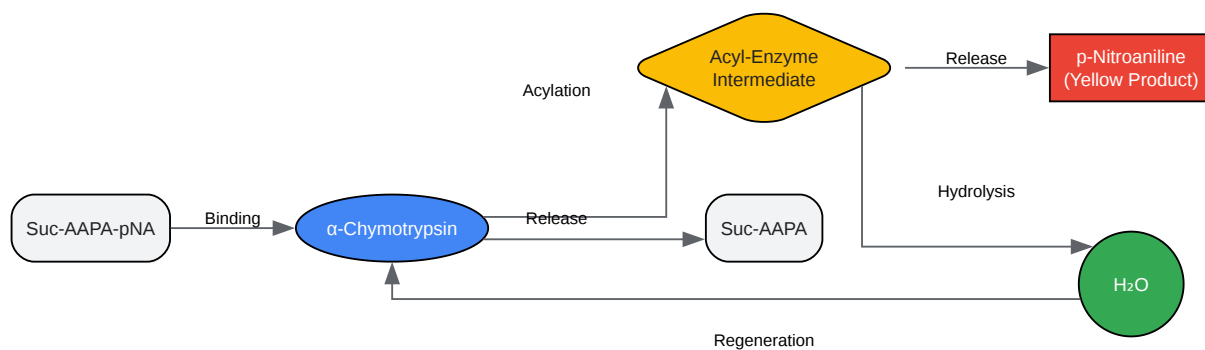 Acyl-Enzyme
Intermediate
Release
p-Nitroaniline
(Yellow Product)
Acylation
Hydrolysis
Suc-AAPA-pNA
Binding
α-Chymotrypsin
Release
Suc-AAPA
H₂O
Regeneration